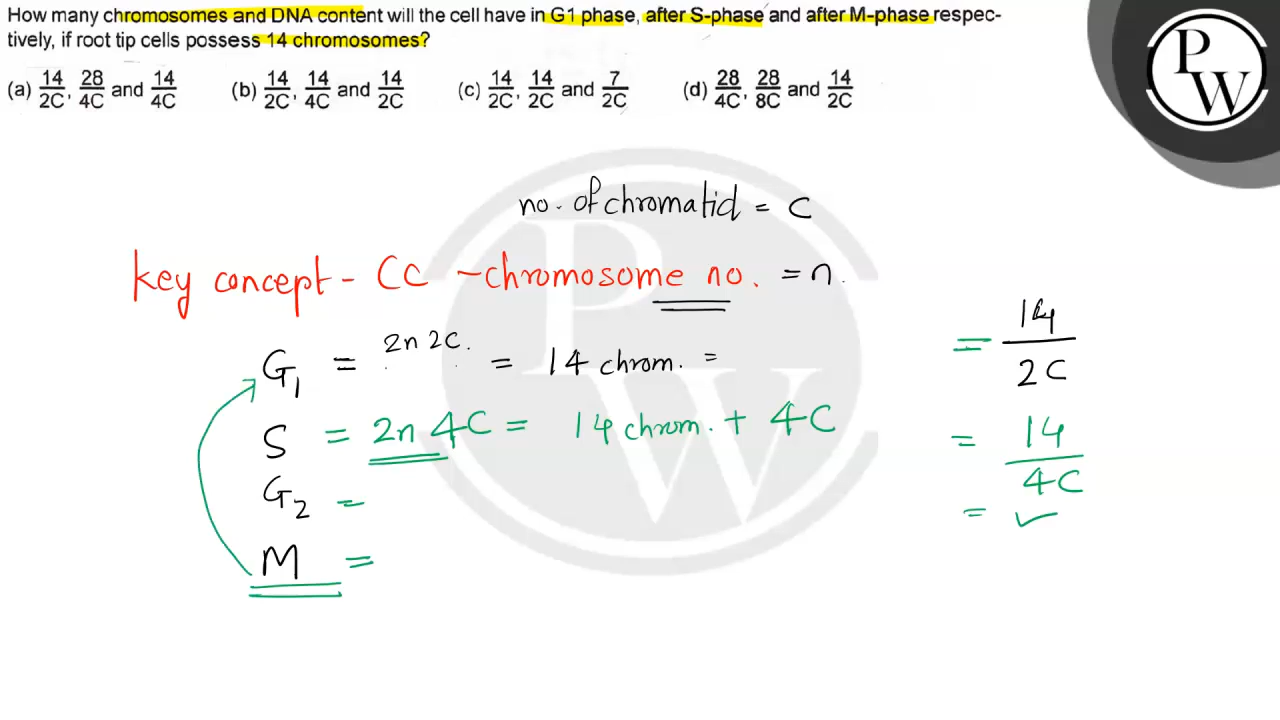 How many chromosomes and DNA content will the cell have in G1 phase, after S-phase and after M-phase respec-
tively, if root tip cells possess 14 chromosomes?
(a) 14/2C, 28/4C and 14/4C (b) 14/2C, 14/4C and 14/2C (c) 14/2C, 14/2C and 7/2C (d) 28/4C, 28/8C and 14/2C
PW
no. of chromatid = C
key concept - CC - chromosome no. = n.
G1 = 2n 2C. = 14 chrom. = = 14/2C
S = 2n 4C = 14 chrom. + 4C = 14/4C
G2 = = ✓
M =
PW